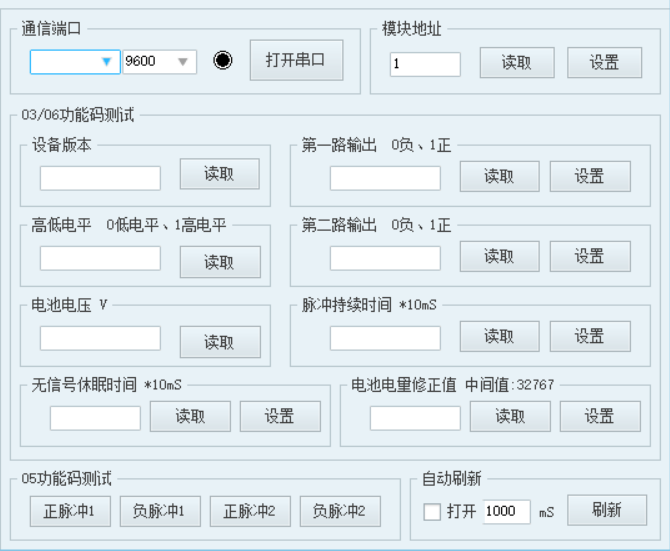 通信端口
9600
打开串口
模块地址
1
读取
设置
03/06功能码测试
设备版本
读取
第一路输出 0负、1正
读取
设置
高低电平 0低电平、1高电平
读取
第二路输出 0负、1正
读取
设置
电池电压 V
读取
脉冲持续时间 *10mS
读取
设置
无信号休眠时间 *10mS
读取
设置
电池电里修正值 中间值:32767
读取
设置
05功能码测试
正脉冲1
负脉冲1
正脉冲2
负脉冲2
自动刷新
打开
1000
mS
刷新